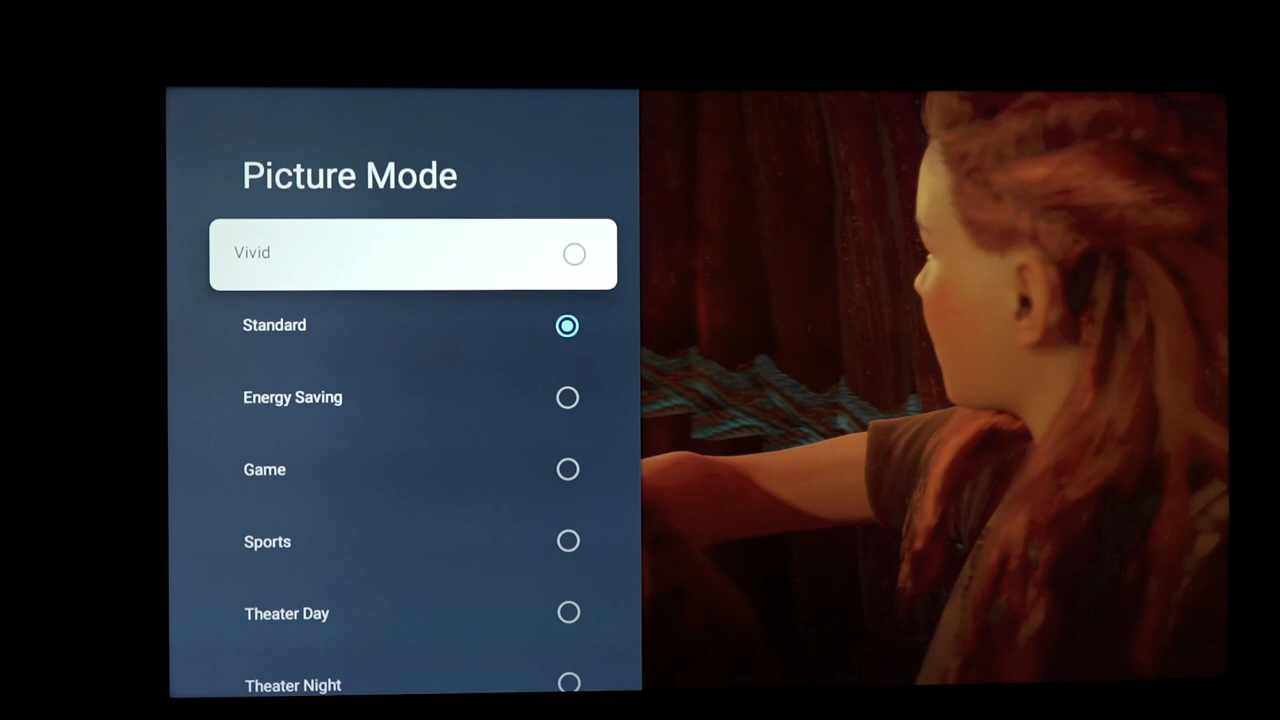 Picture Mode
Vivid
Standard
Energy Saving
Game
Sports
Theater Day
Theater Night